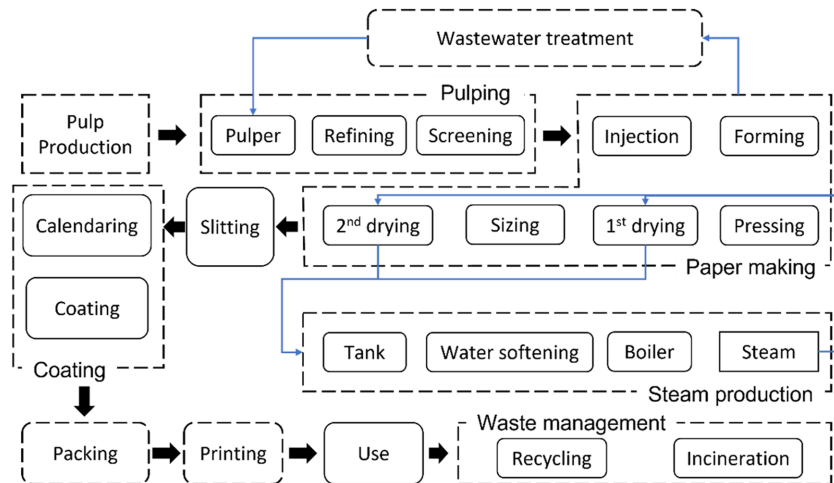 Wastewater treatment
Pulping
Pulp
Production
Pulper
Refining
Screening
Injection
Forming
Calendaring
Slitting
2nd drying
Sizing
1st drying
Pressing
Paper making
Coating
Coating
Tank
Water softening
Boiler
Steam
Steam production
Waste management
Packing
Printing
Use
Recycling
Incineration